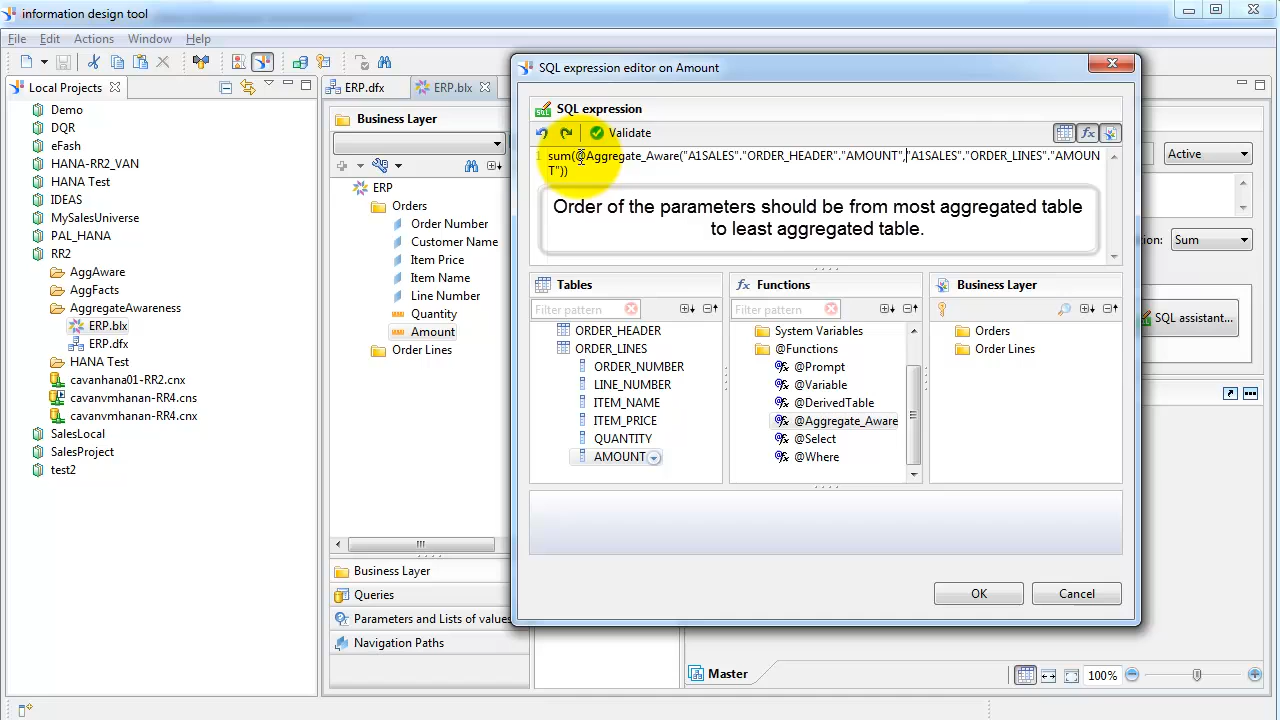 information design tool
File Edit Actions Window Help
Local Projects
Demo
DQR
eFash
HANA-RR2_VAN
HANA Test
IDEAS
MySalesUniverse
PAL_HANA
RR2
AggAware
AggFacts
AggregateAwareness
ERP.blx
ERP.dfx
HANA Test
cavanhana01-RR2.cnx
cavanvmhanan-RR4.cns
cavanvmhanan-RR4.cnx
SalesLocal
SalesProject
test2
ERP.dfx ERP.blx
Business Layer
ERP
Orders
Order Number
Customer Name
Item Price
Item Name
Line Number
Quantity
Amount
Order Lines
Business Layer
Queries
Parameters and Lists of values
Navigation Paths
SQL expression editor on Amount
SQL expression
Validate
1 sum(@Aggregate_Aware("A1SALES"."ORDER_HEADER"."AMOUNT","A1SALES"."ORDER_LINES"."AMOUN
T"))
Order of the parameters should be from most aggregated table
to least aggregated table.
Tables
Filter pattern
ORDER_HEADER
ORDER_LINES
ORDER_NUMBER
LINE_NUMBER
ITEM_NAME
ITEM_PRICE
QUANTITY
AMOUNT
fx Functions
Filter pattern
System Variables
@Functions
@Prompt
@Variable
@DerivedTable
@Aggregate_Aware
@Select
@Where
Business Layer
Orders
Order Lines
OK Cancel
Active
ion: Sum
SQL assistant...
Master
100%